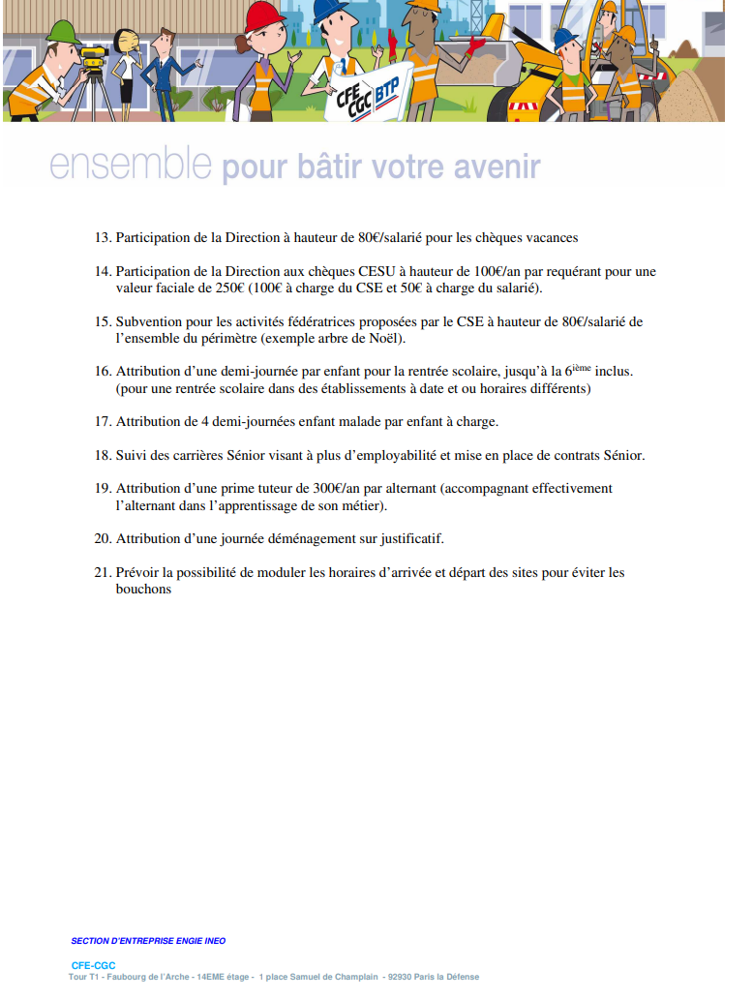 CFE
CGC BTP
ensemble pour bâtir votre avenir
13. Participation de la Direction à hauteur de 80€/salarié pour les chèques vacances
14. Participation de la Direction aux chèques CESU à hauteur de 100€/an par requérant pour une
valeur faciale de 250€ (100€ à charge du CSE et 50€ à charge du salarié).
15. Subvention pour les activités fédératrices proposées par le CSE à hauteur de 80€/salarié de
l’ensemble du périmètre (exemple arbre de Noël).
16. Attribution d’une demi-journée par enfant pour la rentrée scolaire, jusqu’à la 6ième inclus.
(pour une rentrée scolaire dans des établissements à date et ou horaires différents)
17. Attribution de 4 demi-journées enfant malade par enfant à charge.
18. Suivi des carrières Sénior visant à plus d’employabilité et mise en place de contrats Sénior.
19. Attribution d’une prime tuteur de 300€/an par alternant (accompagnant effectivement
l’alternant dans l’apprentissage de son métier).
20. Attribution d’une journée déménagement sur justificatif.
21. Prévoir la possibilité de moduler les horaires d’arrivée et départ des sites pour éviter les
bouchons
SECTION D’ENTREPRISE ENGIE INEO
CFE-CGC
Tour T1 - Faubourg de l’Arche - 14EME étage - 1 place Samuel de Champlain - 92930 Paris la Défense